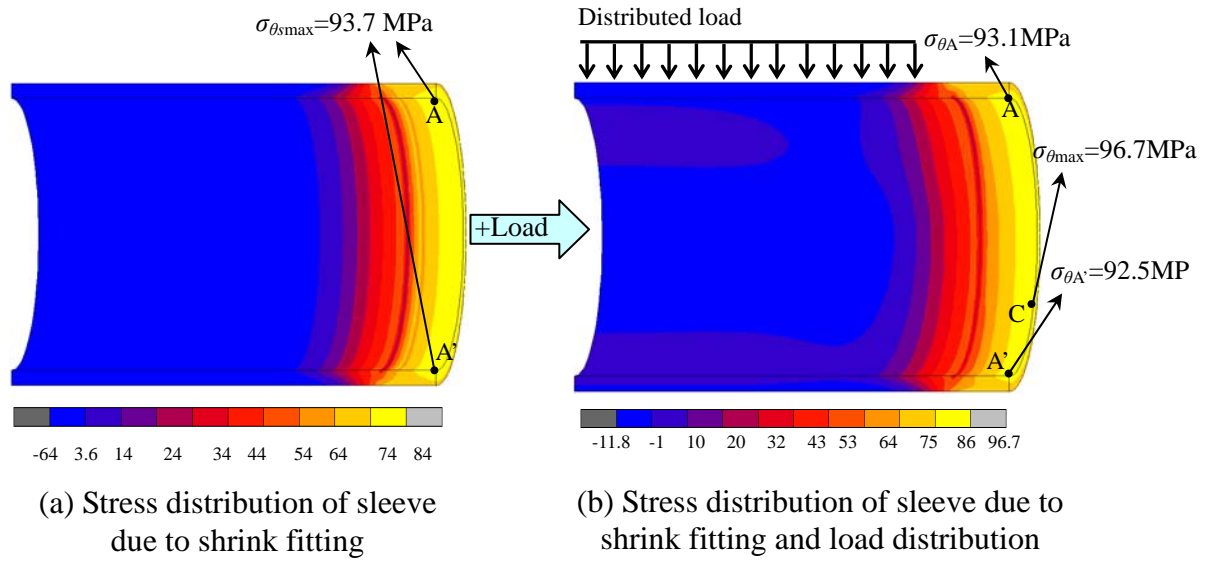 σθsmax=93.7 MPa
A
A'
-64 3.6 14 24 34 44 54 64 74 84
(a) Stress distribution of sleeve
due to shrink fitting
+Load
Distributed load
σθA=93.1MPa
A
σθmax=96.7MPa
σθA'=92.5MP
C
A'
-11.8 -1 10 20 32 43 53 64 75 86 96.7
(b) Stress distribution of sleeve due to
shrink fitting and load distribution